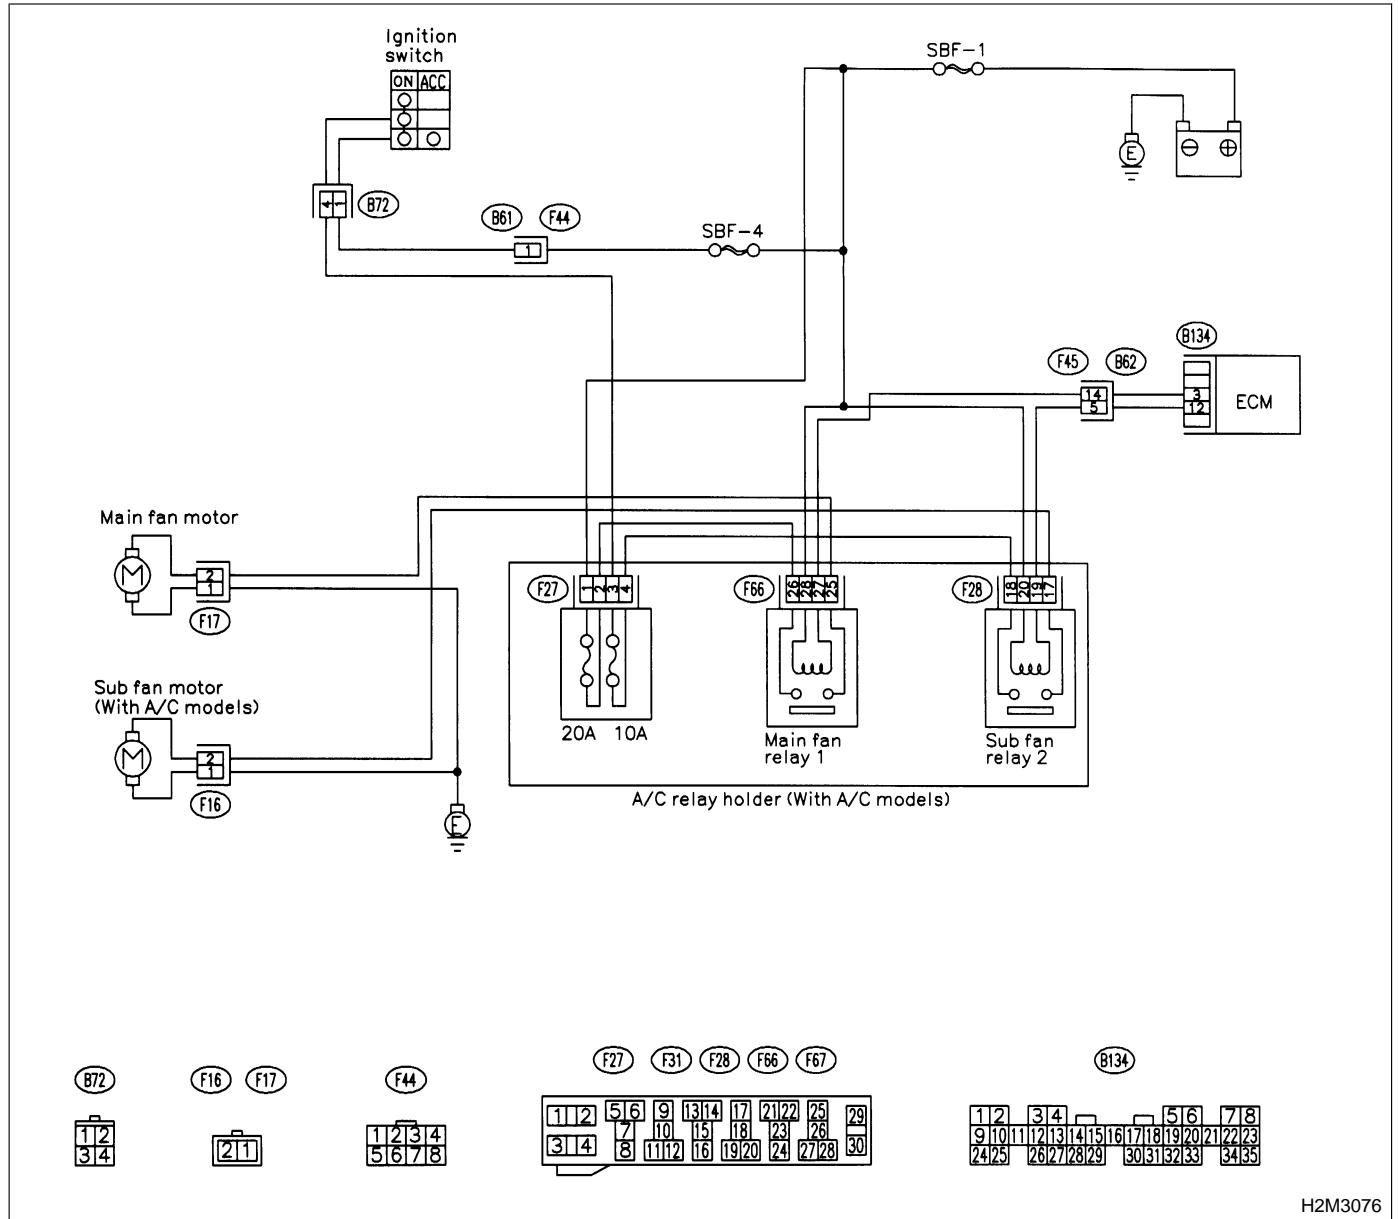 Ignition
switch
ON ACC
SBF-1
E
4 1
B72
B61 F44
1
SBF-4
B134
F45 B62
14
5
3
12
ECM
Main fan motor
M
2
1
F17
F27
1 2 3 4
F66
26 28 27 25
F28
18 20 19 17
Sub fan motor
(With A/C models)
M
2
1
F16
E
20A 10A
Main fan
relay 1
Sub fan
relay 2
A/C relay holder (With A/C models)
B72
1 2
3 4
F16 F17
2 1
F44
1 2 3 4
5 6 7 8
F27 F31 F28 F66 F67
1 2 5 6 9 13 14 17 21 22 25 29
7 10 15 18 23 26
3 4 8 11 12 16 19 20 24 27 28 30
B134
1 2 3 4 5 6 7 8
9 10 11 12 13 14 15 16 17 18 19 20 21 22 23
24 25 26 27 28 29 30 31 32 33 34 35
H2M3076